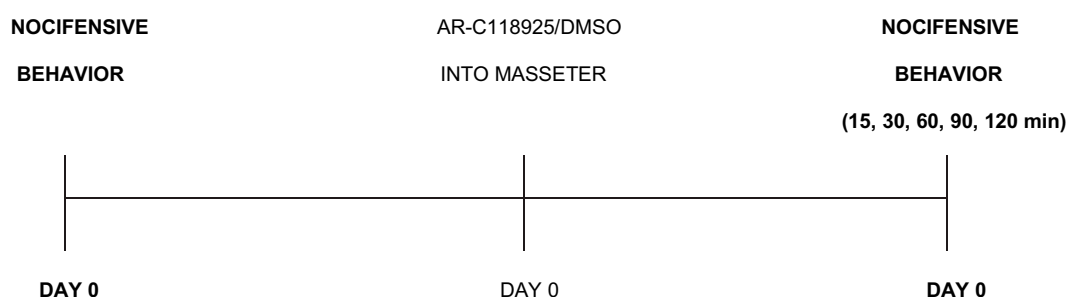 NOCIFENSIVE
BEHAVIOR
AR-C118925/DMSO
INTO MASSETER
NOCIFENSIVE
BEHAVIOR
(15, 30, 60, 90, 120 min)
DAY 0
DAY 0
DAY 0